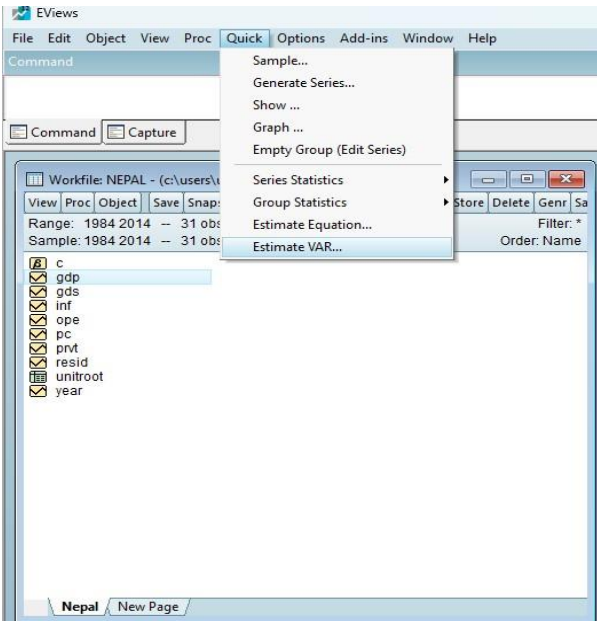 EViews
File Edit Object View Proc Quick Options Add-ins Window Help
Command
Sample...
Generate Series...
Show ...
Graph ...
Empty Group (Edit Series)
Series Statistics
Group Statistics
Estimate Equation...
Estimate VAR...
Command Capture
Workfile: NEPAL - (c:\users\
View Proc Object Save Snap Store Delete Genr Sa
Range: 1984 2014 -- 31 obs Filter: *
Sample: 1984 2014 -- 31 obs Order: Name
c
gdp
gds
inf
ope
pc
prvt
resid
unitroot
year
Nepal New Page